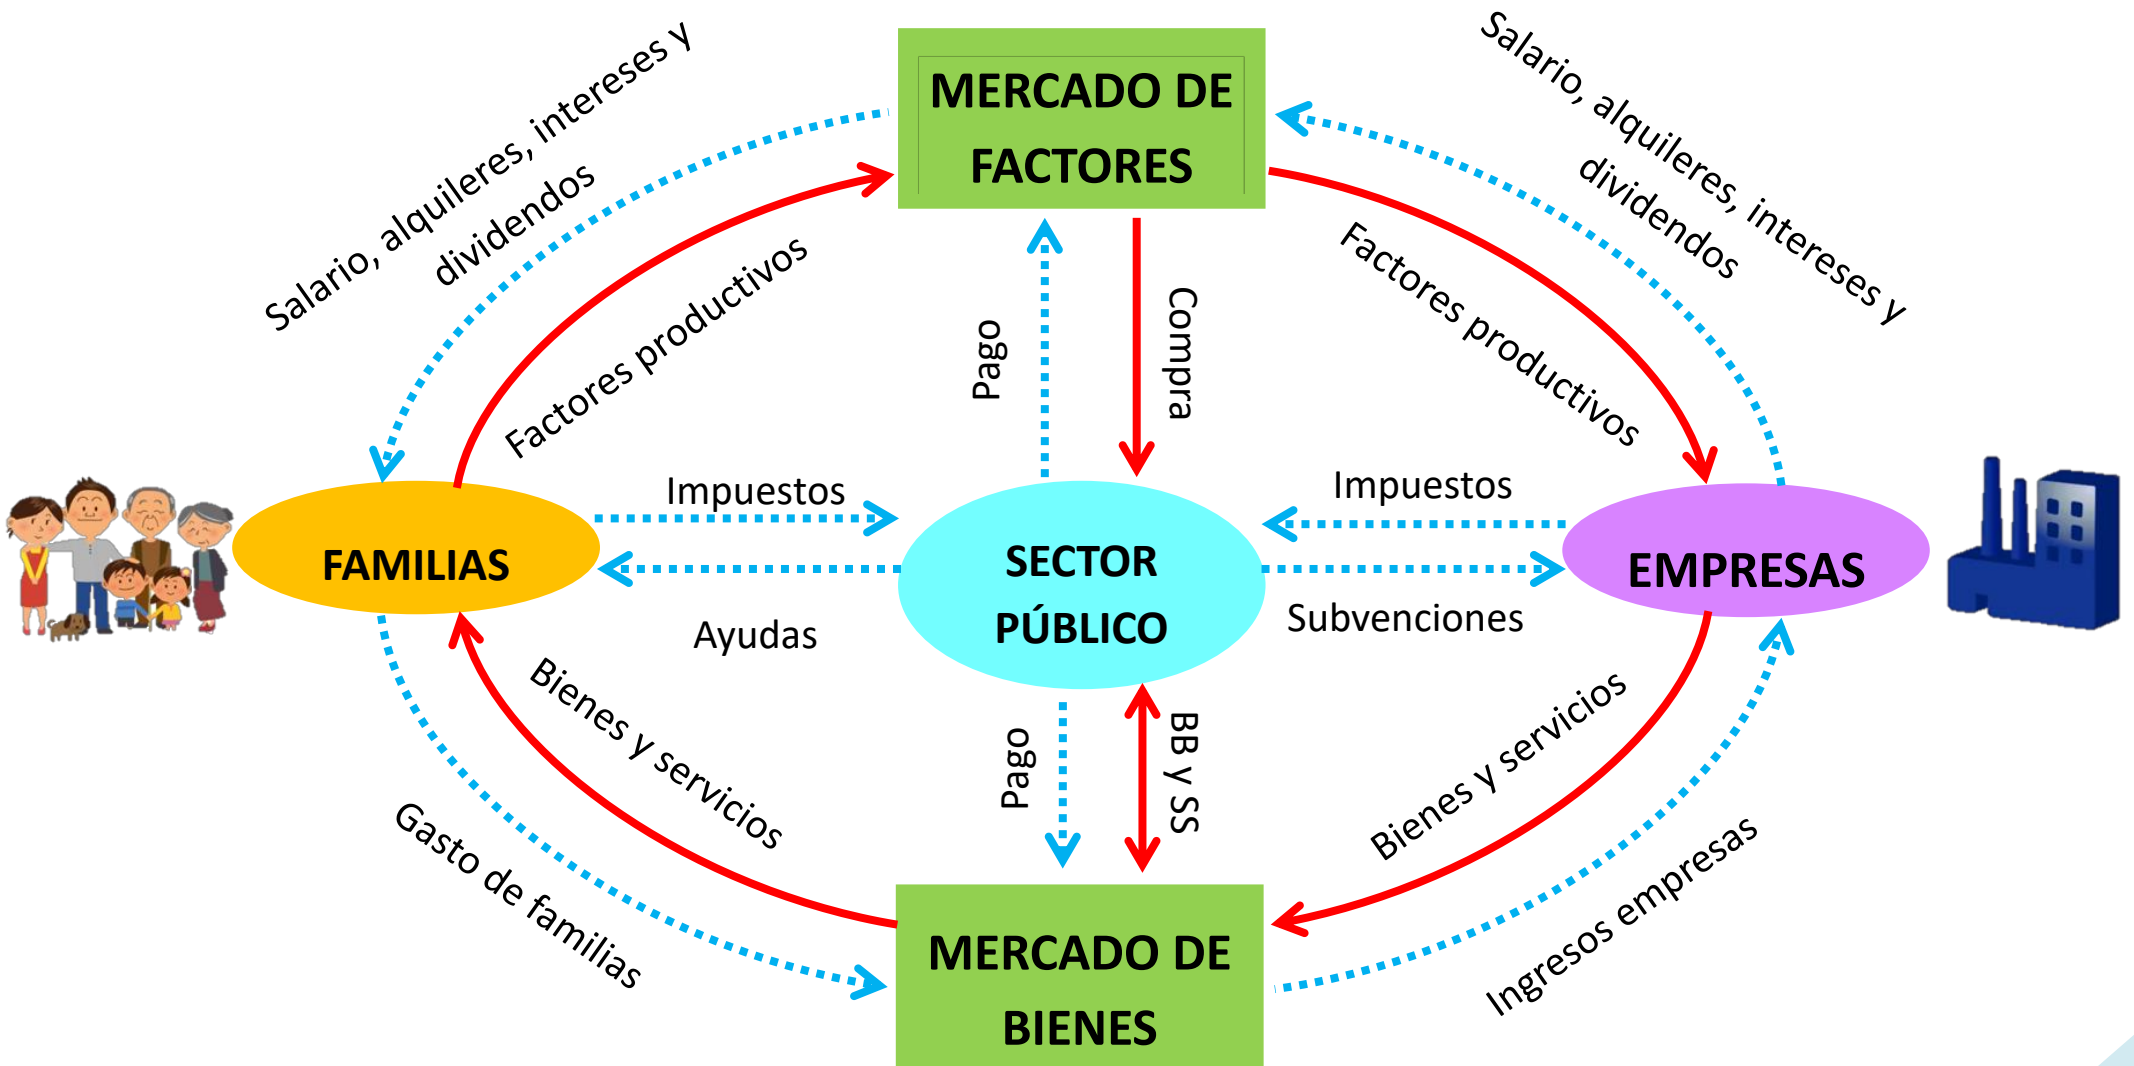 Salario, alquileres, intereses y
dividendos
MERCADO DE
FACTORES
Salario, alquileres, intereses y
dividendos
Factores productivos
Factores productivos
Pago
Compra
Impuestos
Impuestos
FAMILIAS
SECTOR
PÚBLICO
EMPRESAS
Ayudas
Subvenciones
Bienes y servicios
Pago
BB y SS
Bienes y servicios
Gasto de familias
Ingresos empresas
MERCADO DE
BIENES